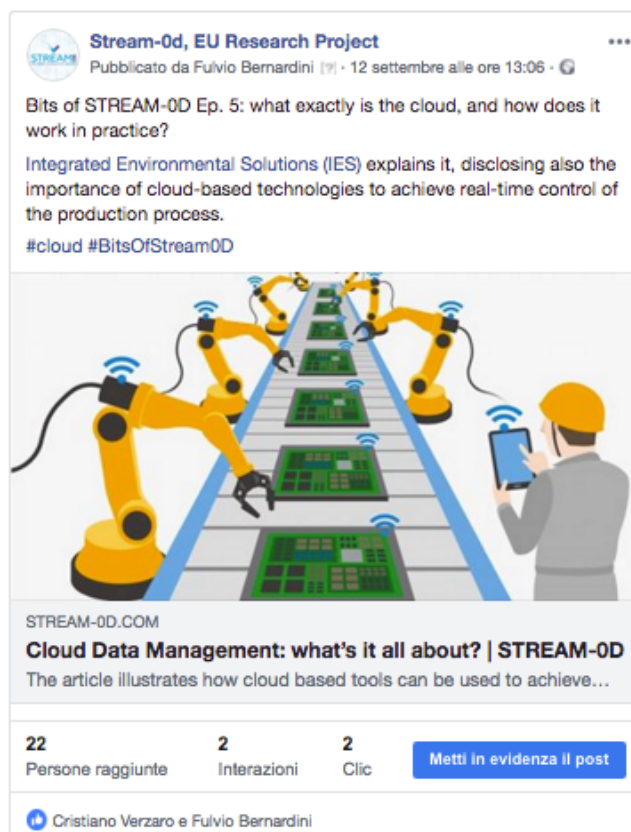 STREAM
Stream-0d, EU Research Project
Pubblicato da Fulvio Bernardini [?] · 12 settembre alle ore 13:06 ·
Bits of STREAM-0D Ep. 5: what exactly is the cloud, and how does it
work in practice?
Integrated Environmental Solutions (IES) explains it, disclosing also the
importance of cloud-based technologies to achieve real-time control of
the production process.
#cloud #BitsOfStream0D
STREAM-0D.COM
Cloud Data Management: what's it all about? | STREAM-0D
The article illustrates how cloud based tools can be used to achieve...
22 2 2
Persone raggiunte Interazioni Clic Metti in evidenza il post
Cristiano Verzaro e Fulvio Bernardini